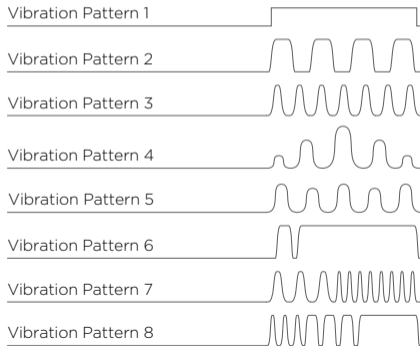 Vibration Pattern 1
Vibration Pattern 2
Vibration Pattern 3
Vibration Pattern 4
Vibration Pattern 5
Vibration Pattern 6
Vibration Pattern 7
Vibration Pattern 8